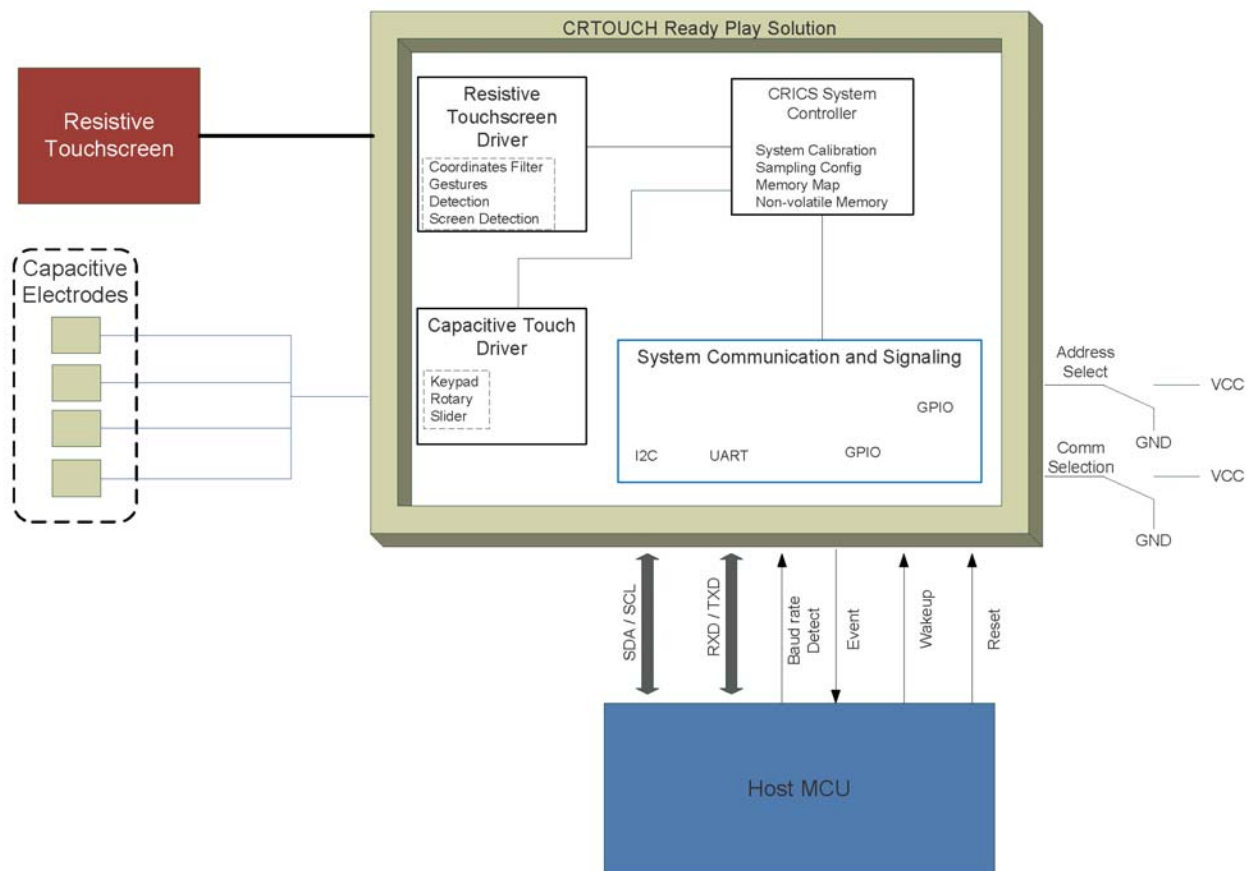 CRTOUCH Ready Play Solution
Resistive
Touchscreen
Resistive
Touchscreen
Driver
Coordinates Filter
Gestures
Detection
Screen Detection
CRICS System
Controller
System Calibration
Sampling Config
Memory Map
Non-volatile Memory
Capacitive
Electrodes
Capacitive Touch
Driver
Keypad
Rotary
Slider
System Communication and Signaling
GPIO
I2C
UART
GPIO
Address
Select
VCC
GND
Comm
Selection
VCC
GND
SDA / SCL
RXD / TXD
Baud rate
Detect
Event
Wakeup
Reset
Host MCU